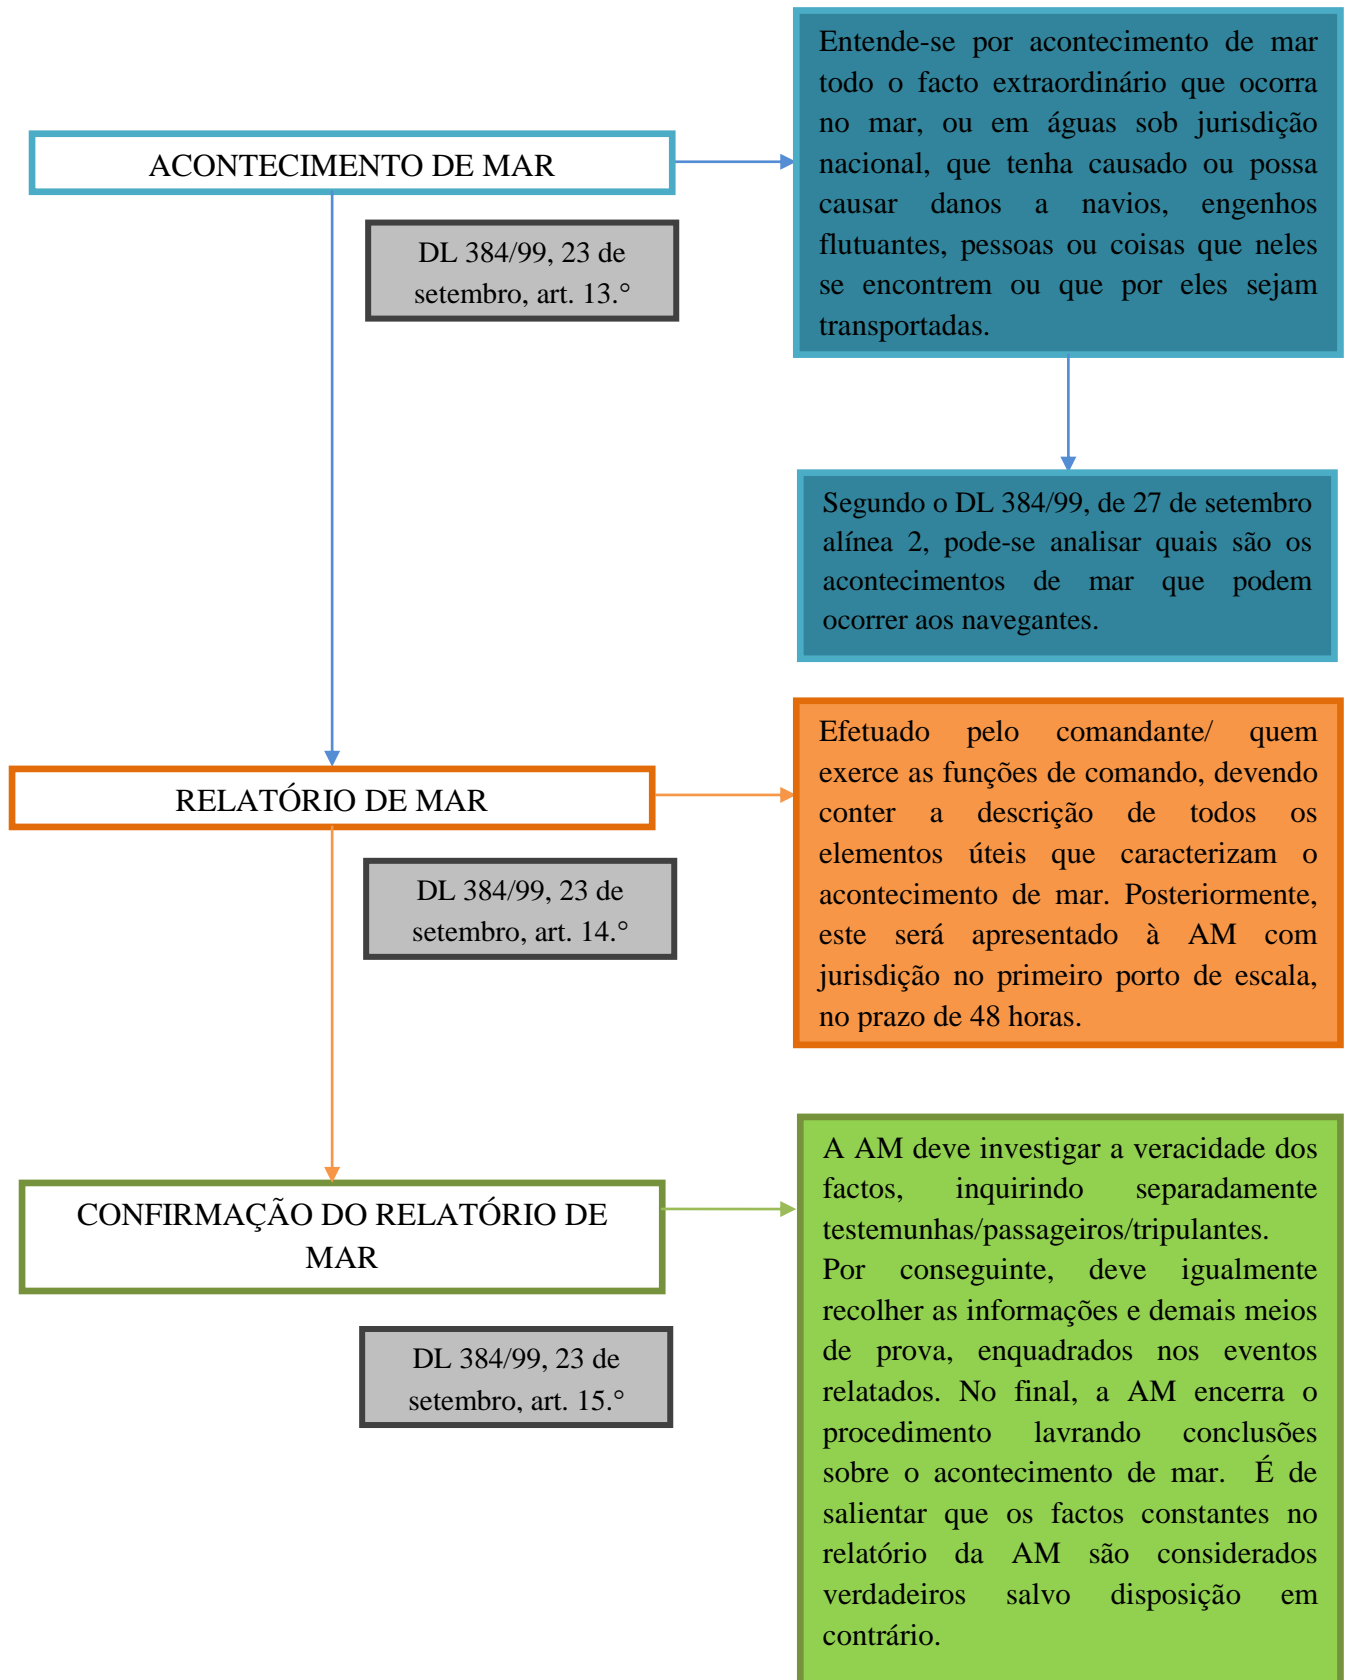 ACONTECIMENTO DE MAR
Entende-se por acontecimento de mar
todo o facto extraordinário que ocorra
no mar, ou em águas sob jurisdição
nacional, que tenha causado ou possa
causar danos a navios, engenhos
flutuantes, pessoas ou coisas que neles
se encontrem ou que por eles sejam
transportadas.
DL 384/99, 23 de
setembro, art. 13.°
Segundo o DL 384/99, de 27 de setembro
alínea 2, pode-se analisar quais são os
acontecimentos de mar que podem
ocorrer aos navegantes.
RELATÓRIO DE MAR
Efetuado pelo comandante/ quem
exerce as funções de comando, devendo
conter a descrição de todos os
elementos úteis que caracterizam o
acontecimento de mar. Posteriormente,
este será apresentado à AM com
jurisdição no primeiro porto de escala,
no prazo de 48 horas.
DL 384/99, 23 de
setembro, art. 14.°
CONFIRMAÇÃO DO RELATÓRIO DE
MAR
A AM deve investigar a veracidade dos
factos, inquirindo separadamente
testemunhas/passageiros/tripulantes.
Por conseguinte, deve igualmente
recolher as informações e demais meios
de prova, enquadrados nos eventos
relatados. No final, a AM encerra o
procedimento lavrando conclusões
sobre o acontecimento de mar. É de
salientar que os factos constantes no
relatório da AM são considerados
verdadeiros salvo disposição em
contrário.
DL 384/99, 23 de
setembro, art. 15.°